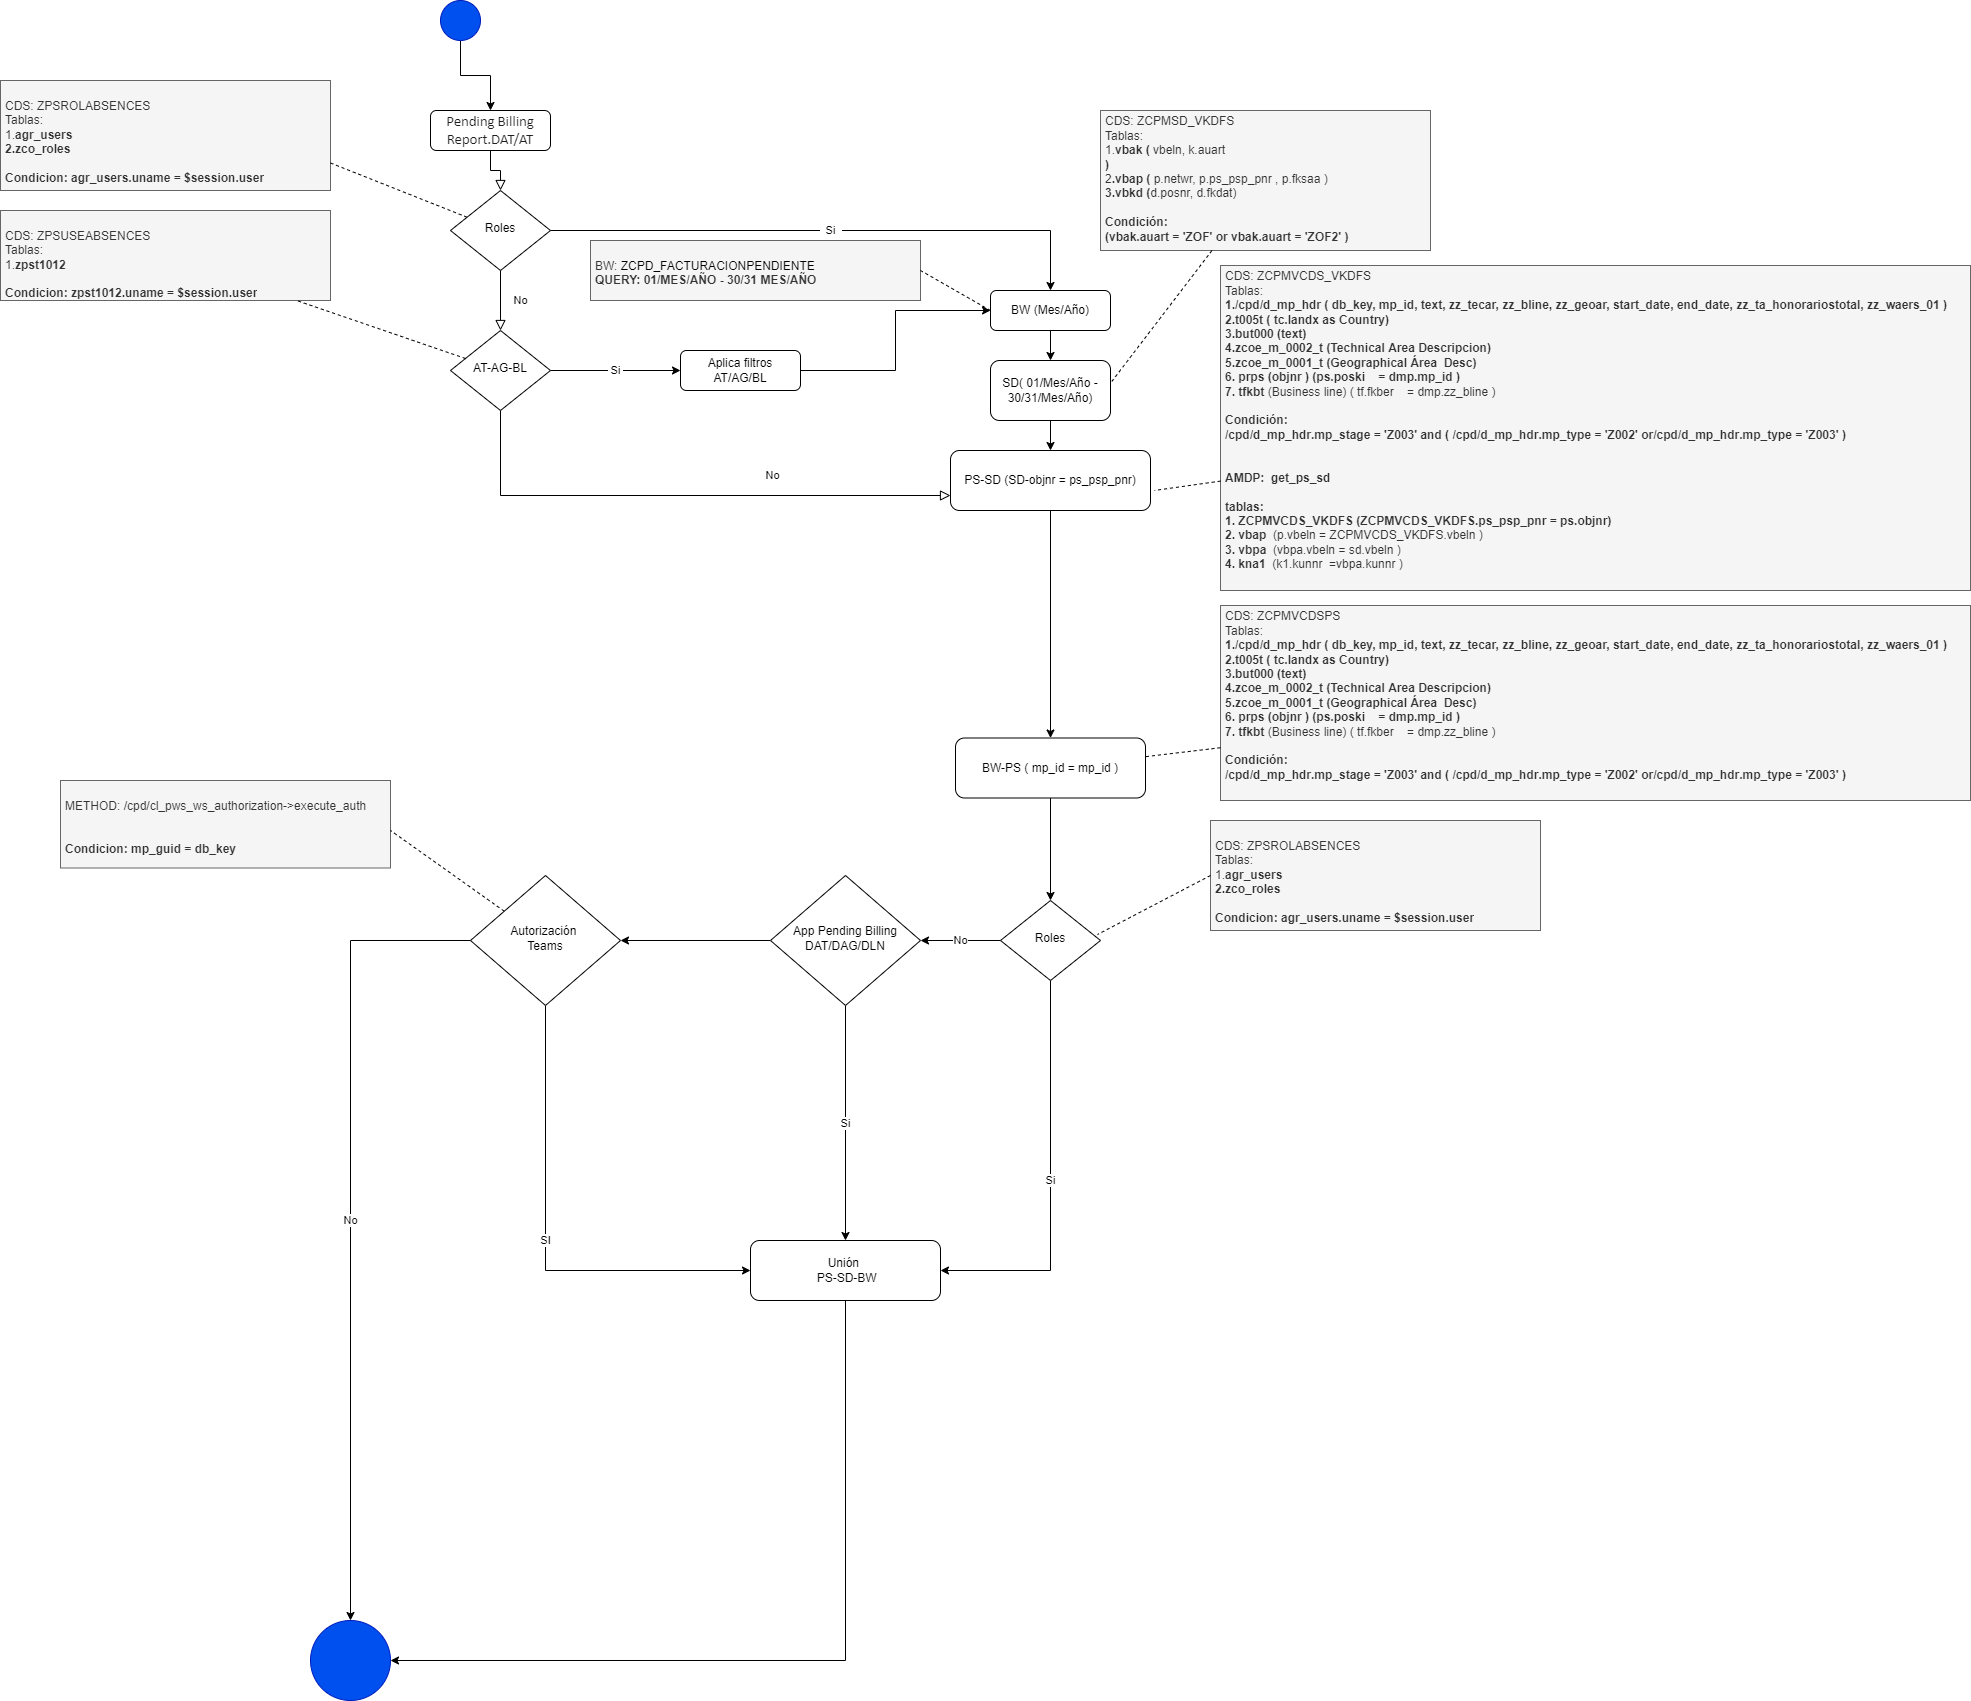 Pending Billing
Report.DAT/AT
CDS: ZPSROLABSENCES
Tablas:
1.agr_users
2.zco_roles
Condicion: agr_users.uname = $session.user
Roles
Si
No
CDS: ZPSUSEABSENCES
Tablas:
1.zpst1012
Condicion: zpst1012.uname = $session.user
BW: ZCPD_FACTURACIONPENDIENTE
QUERY: 01/MES/AÑO - 30/31 MES/AÑO
CDS: ZCPMSD_VKDFS
Tablas:
1.vbak ( vbeln, k.auart
)
2.vbap ( p.netwr, p.ps_psp_pnr , p.fksaa )
3.vbkd (d.posnr, d.fkdat)
Condición:
(vbak.auart = 'ZOF' or vbak.auart = 'ZOF2' )
BW (Mes/Año)
AT-AG-BL
Si
Aplica filtros
AT/AG/BL
SD( 01/Mes/Año -
30/31/Mes/Año)
No
PS-SD (SD-objnr = ps_psp_pnr)
CDS: ZCPMVCDS_VKDFS
Tablas:
1./cpd/d_mp_hdr ( db_key, mp_id, text, zz_tecar, zz_bline, zz_geoar, start_date, end_date, zz_ta_honorariostotal, zz_waers_01 )
2.t005t ( tc.landx as Country)
3.but000 (text)
4.zcoe_m_0002_t (Technical Area Descripcion)
5.zcoe_m_0001_t (Geographical Área  Desc)
6. prps (objnr ) (ps.poski    = dmp.mp_id )
7. tfkbt (Business line) ( tf.fkber    = dmp.zz_bline )
Condición:
/cpd/d_mp_hdr.mp_stage = 'Z003' and ( /cpd/d_mp_hdr.mp_type = 'Z002' or/cpd/d_mp_hdr.mp_type = 'Z003' )
AMDP:  get_ps_sd
tablas:
1. ZCPMVCDS_VKDFS (ZCPMVCDS_VKDFS.ps_psp_pnr = ps.objnr)
2. vbap  (p.vbeln = ZCPMVCDS_VKDFS.vbeln )
3. vbpa  (vbpa.vbeln = sd.vbeln )
4. kna1  (k1.kunnr  =vbpa.kunnr )
CDS: ZCPMVCDSPS
Tablas:
1./cpd/d_mp_hdr ( db_key, mp_id, text, zz_tecar, zz_bline, zz_geoar, start_date, end_date, zz_ta_honorariostotal, zz_waers_01 )
2.t005t ( tc.landx as Country)
3.but000 (text)
4.zcoe_m_0002_t (Technical Area Descripcion)
5.zcoe_m_0001_t (Geographical Área  Desc)
6. prps (objnr ) (ps.poski    = dmp.mp_id )
7. tfkbt (Business line) ( tf.fkber    = dmp.zz_bline )
Condición:
/cpd/d_mp_hdr.mp_stage = 'Z003' and ( /cpd/d_mp_hdr.mp_type = 'Z002' or/cpd/d_mp_hdr.mp_type = 'Z003' )
BW-PS ( mp_id = mp_id )
METHOD: /cpd/cl_pws_ws_authorization->execute_auth
Condicion: mp_guid = db_key
CDS: ZPSROLABSENCES
Tablas:
1.agr_users
2.zco_roles
Condicion: agr_users.uname = $session.user
Autorización
Teams
App Pending Billing
DAT/DAG/DLN
No
Roles
Si
Si
No
SI
Unión
PS-SD-BW